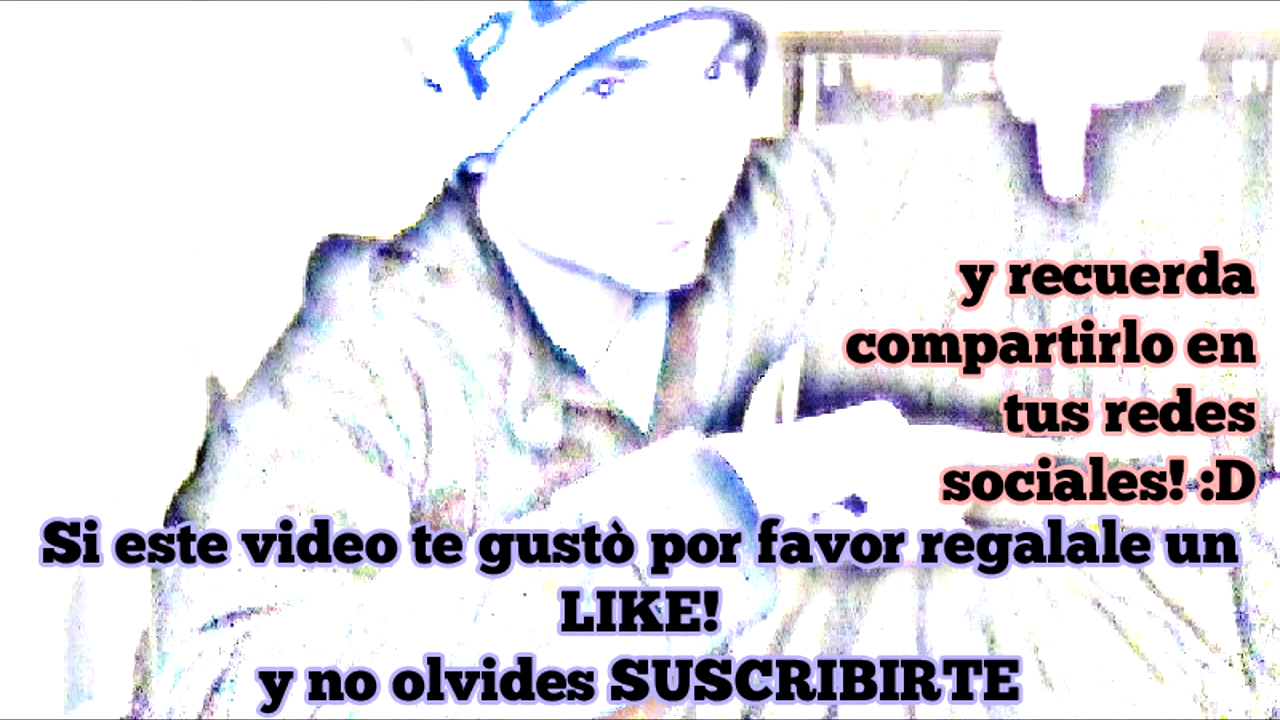 y recuerda
compartirlo en
tus redes
sociales! :D
Si este video te gustò por favor regalale un
LIKE!
y no olvides SUSCRIBIRTE